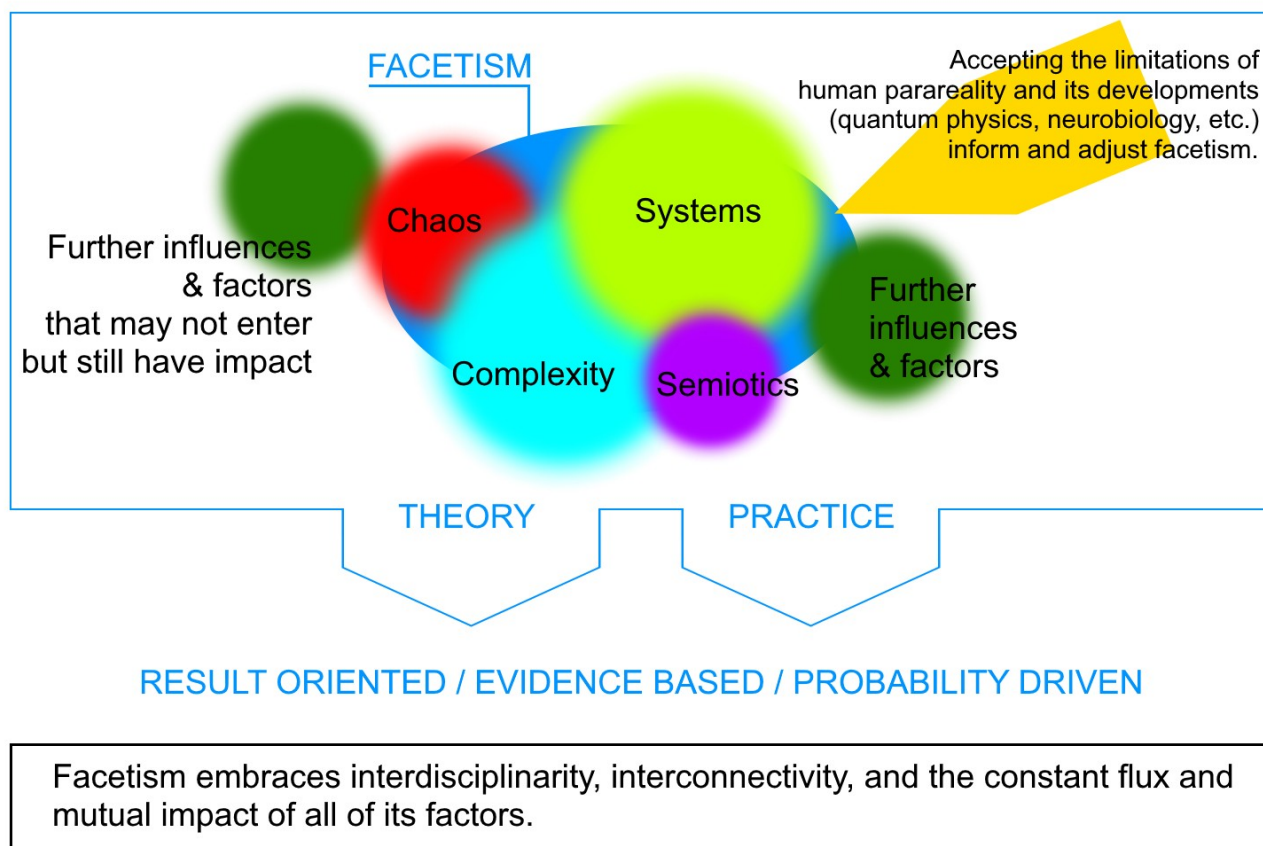 FACETISM
Accepting the limitations of
human parareality and its developments
(quantum physics, neurobiology, etc.)
inform and adjust facetism.
Chaos
Systems
Further influences
& factors
that may not enter
but still have impact
Further
influences
& factors
Complexity
Semiotics
THEORY
PRACTICE
RESULT ORIENTED / EVIDENCE BASED / PROBABILITY DRIVEN
Facetism embraces interdisciplinarity, interconnectivity, and the constant flux and
mutual impact of all of its factors.